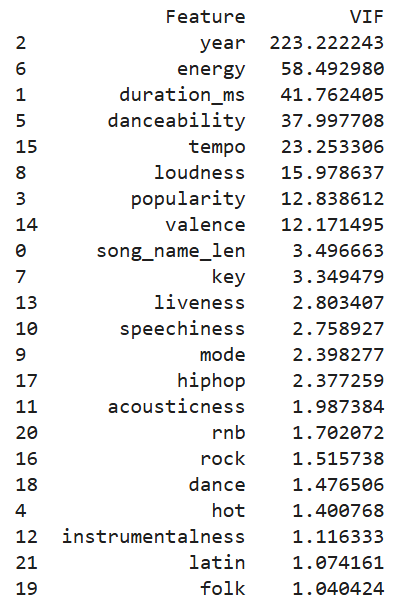 Feature VIF
2 year 223.222243
6 energy 58.492980
1 duration_ms 41.762405
5 danceability 37.997708
15 tempo 23.253306
8 loudness 15.978637
3 popularity 12.838612
14 valence 12.171495
0 song_name_len 3.496663
7 key 3.349479
13 liveness 2.803407
10 speechiness 2.758927
9 mode 2.398277
17 hiphop 2.377259
11 acousticness 1.987384
20 rnb 1.702072
16 rock 1.515738
18 dance 1.476506
4 hot 1.400768
12 instrumentalness 1.116333
21 latin 1.074161
19 folk 1.040424